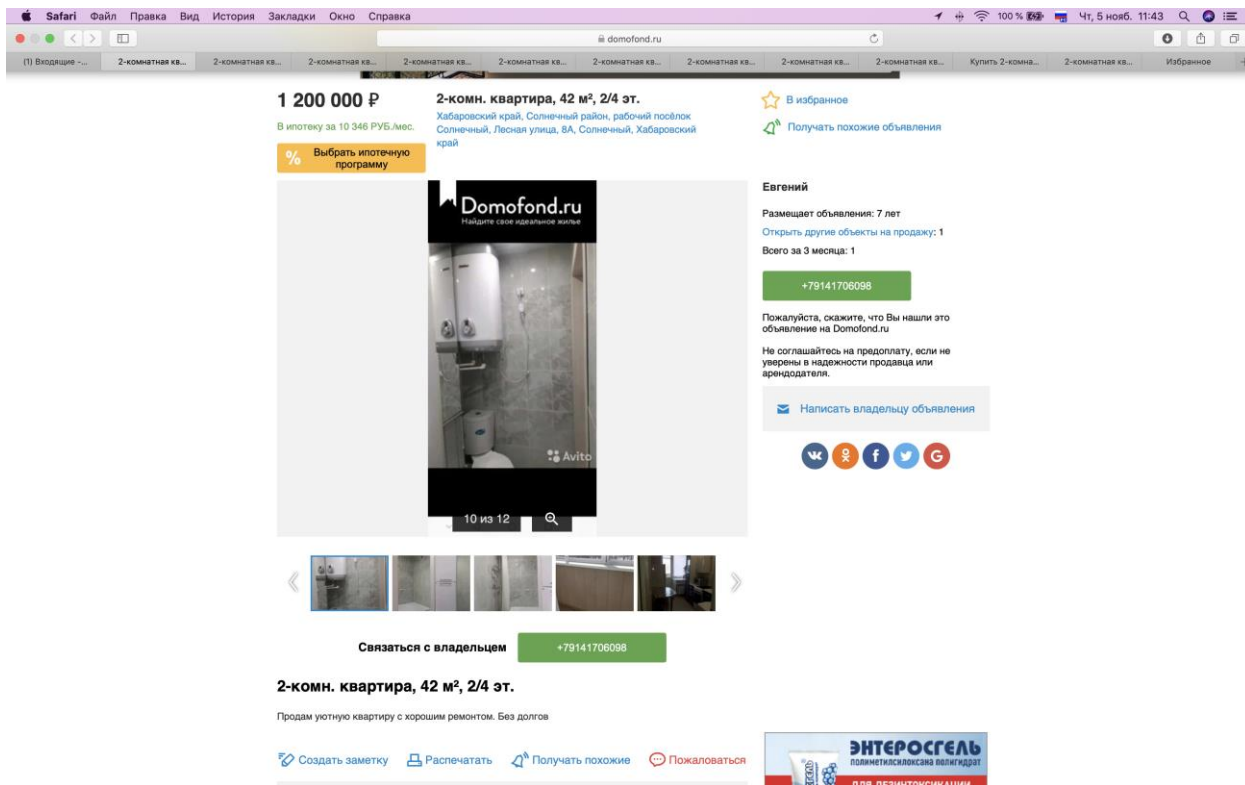 Safari Файл Правка Вид История Закладки Окно Справка
100 % Чт, 5 нояб. 11:43
domofond.ru
(1) Входящие -... 2-комнатная кв... 2-комнатная кв... 2-комнатная кв... 2-комнатная кв... 2-комнатная кв... 2-комнатная кв... 2-комнатная кв... 2-комнатная кв... 2-комнатная кв... Купить 2-комна... 2-комнатная кв... Избранное
1 200 000 ₽
В ипотеку за 10 346 РУБ./мес.
% Выбрать ипотечную
программу
2-комн. квартира, 42 м², 2/4 эт.
Хабаровский край, Солнечный район, рабочий посёлок
Солнечный, Лесная улица, 8А, Солнечный, Хабаровский
край
В избранное
Получать похожие объявления
Domofond.ru
Найдите свое идеальное жилье
Avito
10 из 12
Евгений
Размещает объявления: 7 лет
Открыть другие объекты на продажу: 1
Всего за 3 месяца: 1
+79141706098
Пожалуйста, скажите, что Вы нашли это
объявление на Domofond.ru
Не соглашайтесь на предоплату, если не
уверены в надежности продавца или
арендодателя.
Написать владельцу объявления
Связаться с владельцем +79141706098
2-комн. квартира, 42 м², 2/4 эт.
Продам уютную квартиру с хорошим ремонтом. Без долгов
Создать заметку Распечатать Получать похожие Пожаловаться
ЭНТЕРОСГЕЛЬ
полиметилсилоксана полигидрат
ДЛЯ ДЕЗИНТОКСИКАЦИИ